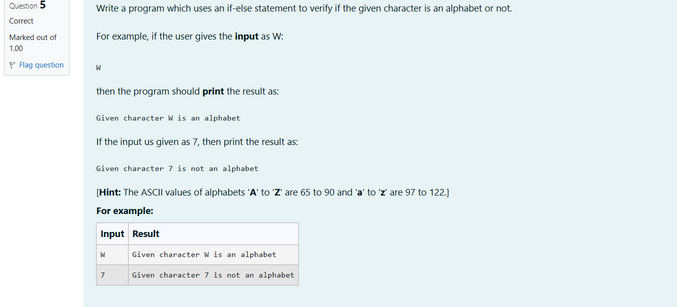 Question 5
Correct
Marked out of
1.00
Flag question
Write a program which uses an if-else statement to verify if the given character is an alphabet or not.
For example, if the user gives the input as W:
W
then the program should print the result as:
Given character W is an alphabet
If the input us given as 7, then print the result as:
Given character 7 is not an alphabet
[Hint: The ASCII values of alphabets 'A' to 'Z' are 65 to 90 and 'a' to 'z' are 97 to 122.]
For example:
Input Result
W Given character W is an alphabet
7 Given character 7 is not an alphabet